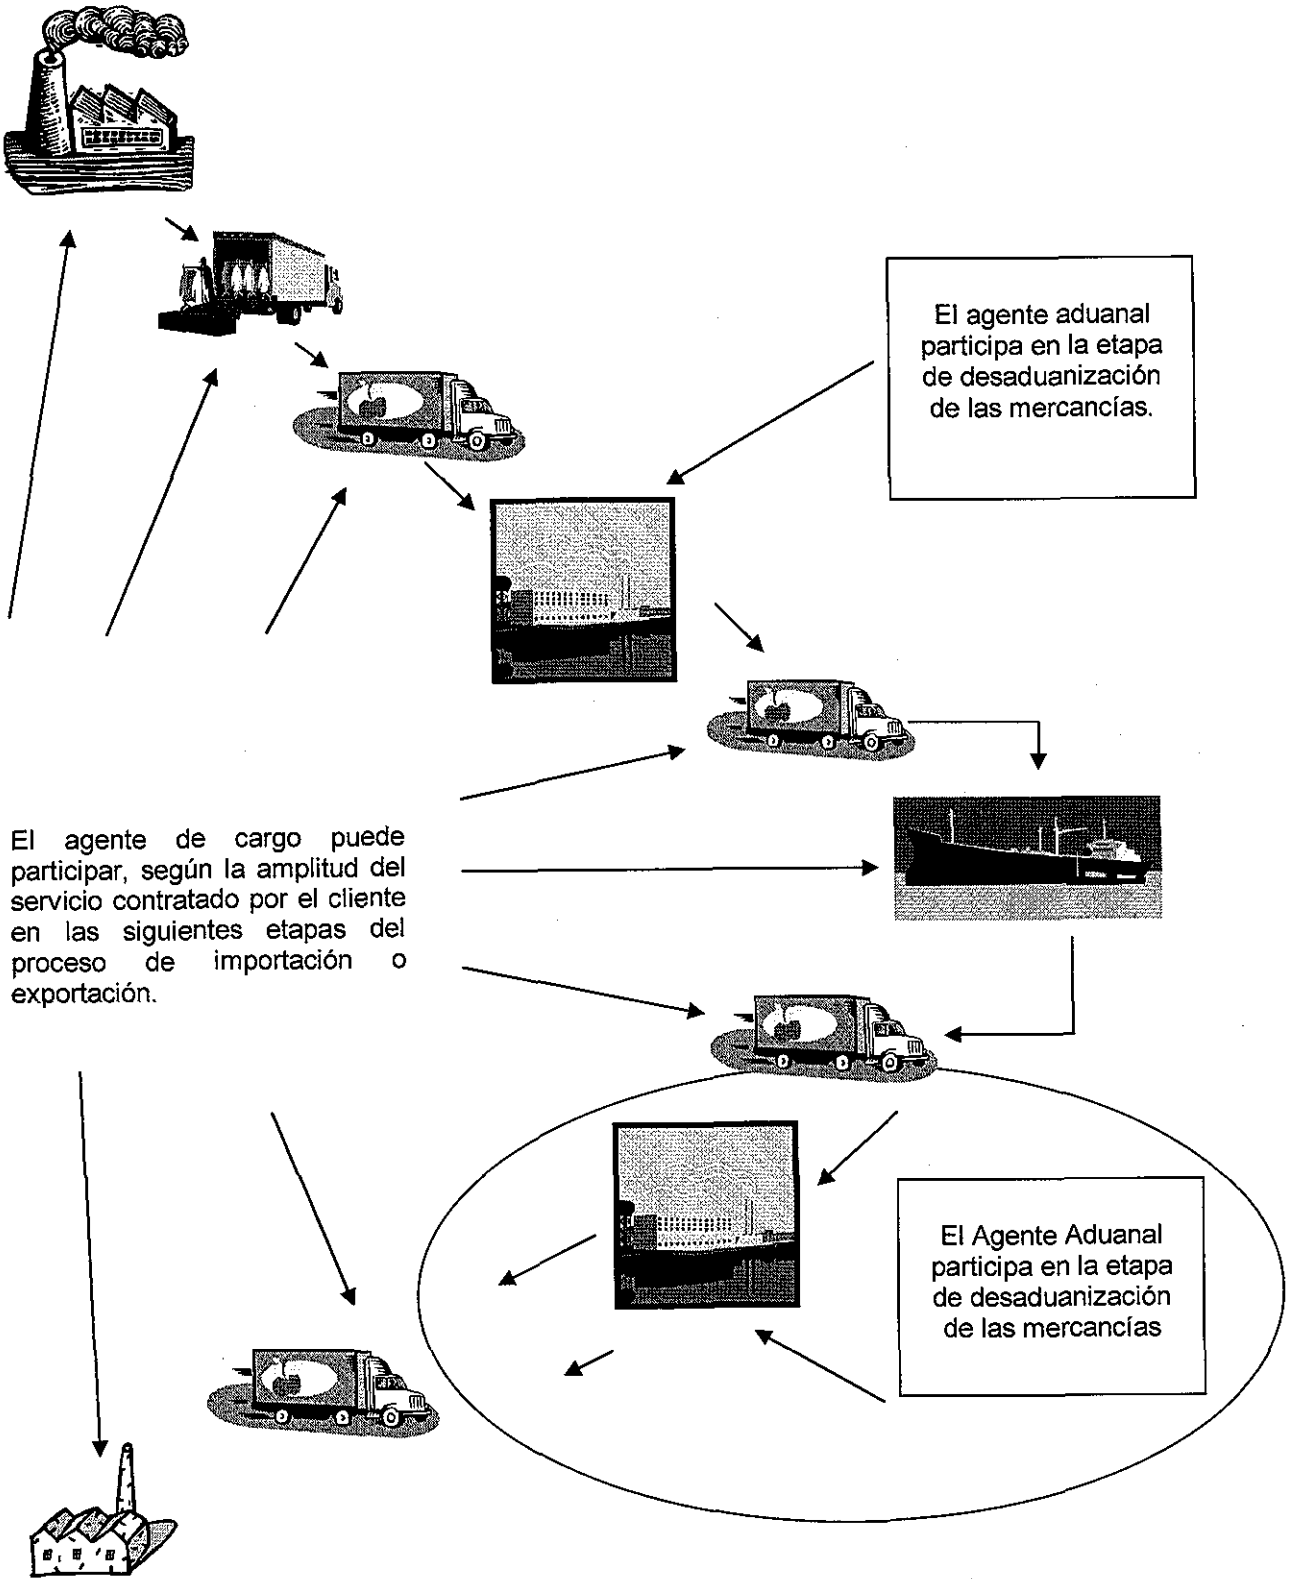 El agente aduanal
participa en la etapa
de desaduanización
de las mercancías.
El agente de cargo puede
participar, según la amplitud del
servicio contratado por el cliente
en las siguientes etapas del
proceso de importación o
exportación.
El Agente Aduanal
participa en la etapa
de desaduanización
de las mercancías